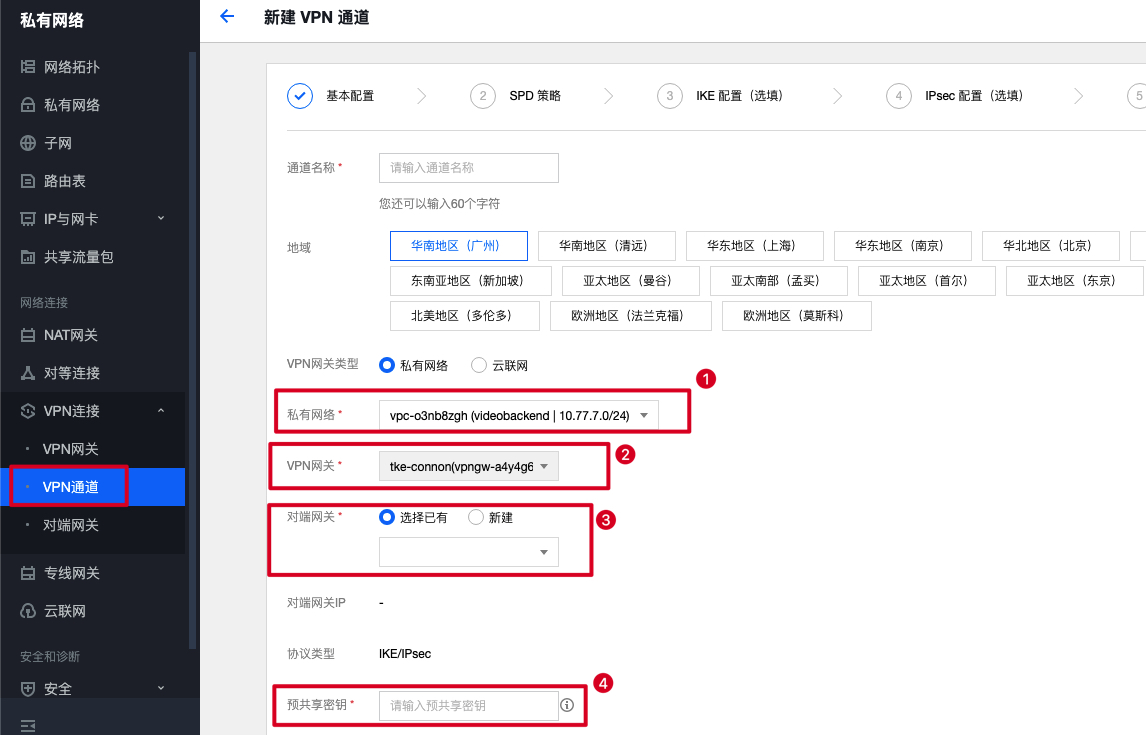 私有网络
新建 VPN 通道
网络拓扑
私有网络
子网
路由表
IP与网卡
共享流量包
网络连接
NAT网关
对等连接
VPN连接
VPN网关
VPN通道
对端网关
专线网关
云联网
安全和诊断
安全
基本配置
2 SPD 策略
3 IKE 配置（选填）
4 IPsec 配置（选填）
5
通道名称 *
请输入通道名称
您还可以输入60个字符
地域
华南地区（广州） 华南地区（清远） 华东地区（上海） 华东地区（南京） 华北地区（北京）
东南亚地区（新加坡） 亚太地区（曼谷） 亚太南部（孟买） 亚太地区（首尔） 亚太地区（东京）
北美地区（多伦多） 欧洲地区（法兰克福） 欧洲地区（莫斯科）
VPN网关类型 私有网络 云联网
1
私有网络 * vpc-o3nb8zgh (videobackend | 10.77.7.0/24)
2
VPN网关 * tke-connon(vpngw-a4y4g6
3
对端网关 * 选择已有 新建
对端网关IP -
协议类型 IKE/IPsec
4
预共享密钥 * 请输入预共享密钥